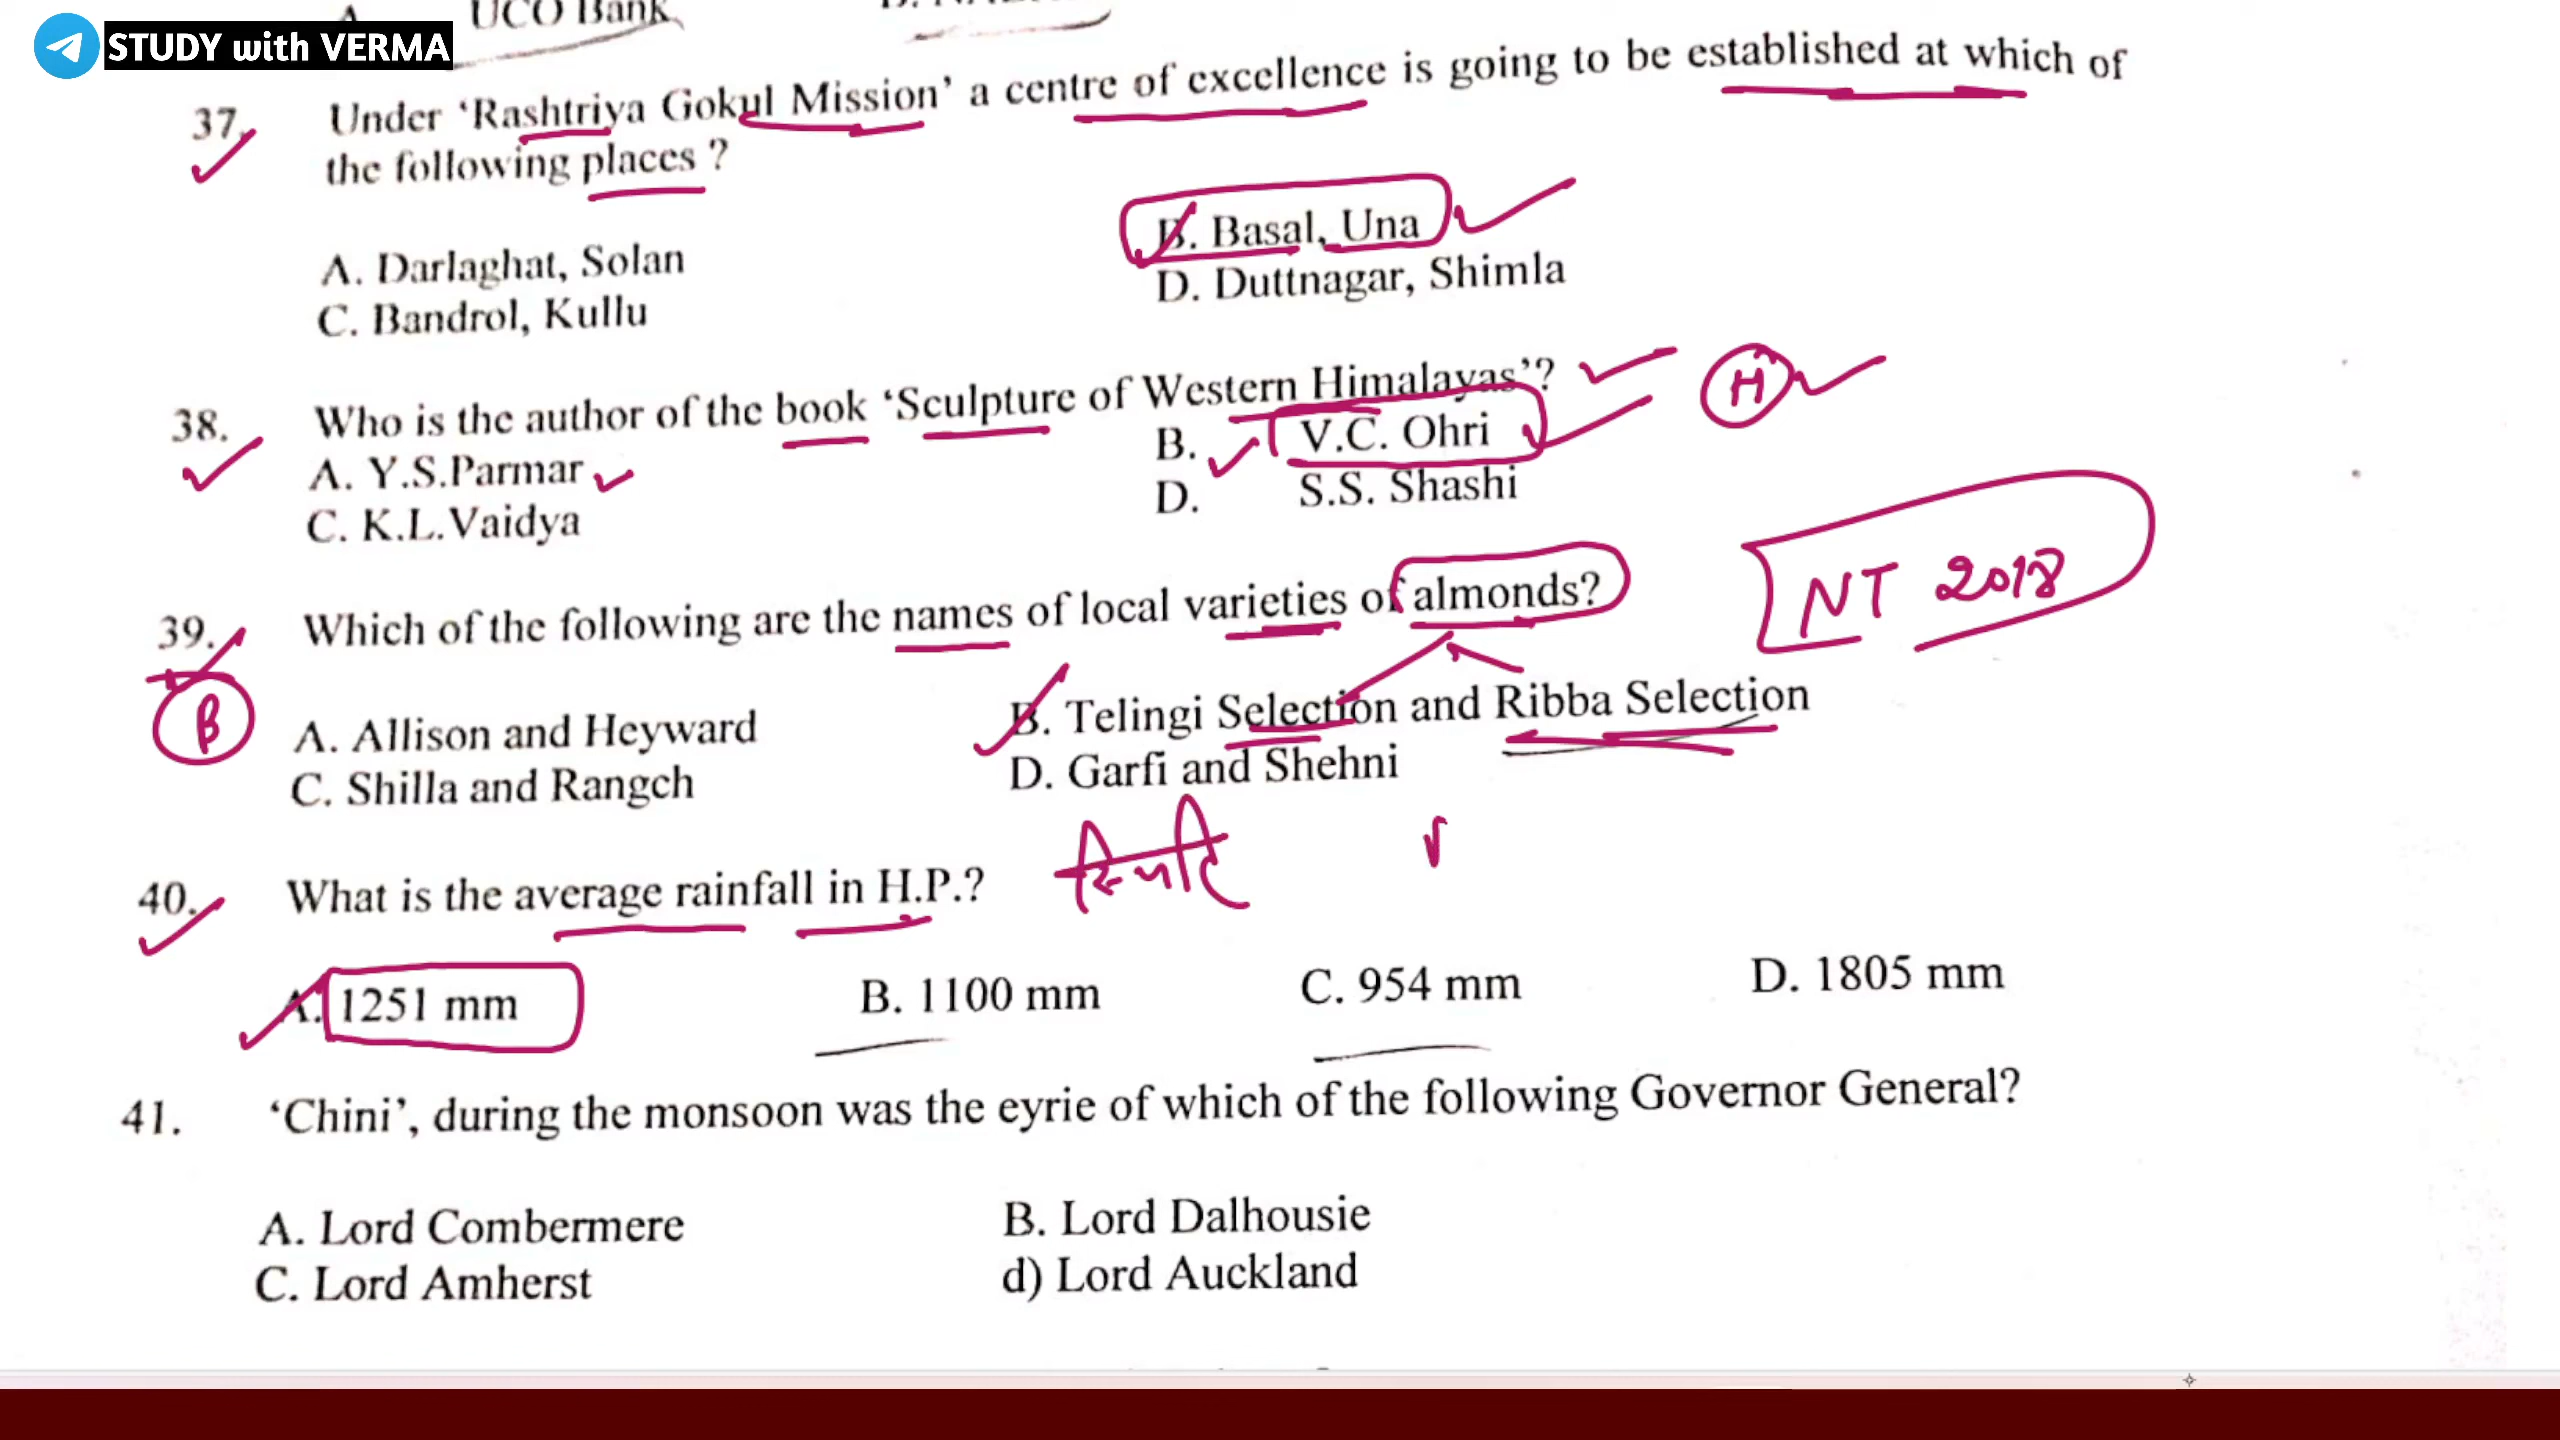 UCO Bank
STUDY with VERMA
37. Under ‘Rashtriya Gokul Mission’ a centre of excellence is going to be established at which of
the following places ?
B. Basal, Una
A. Darlaghat, Solan
D. Duttnagar, Shimla
C. Bandrol, Kullu
38. Who is the author of the book ‘Sculpture of Western Himalayas’?
H
B. V.C. Ohri
A. Y.S.Parmar
D. S.S. Shashi
C. K.L.Vaidya
NT 2018
39. Which of the following are the names of local varieties of almonds?
B
A. Allison and Heyward
B. Telingi Selection and Ribba Selection
C. Shilla and Rangch
D. Garfi and Shehni
40. What is the average rainfall in H.P.?
A. 1251 mm
B. 1100 mm
C. 954 mm
D. 1805 mm
41. ‘Chini’, during the monsoon was the eyrie of which of the following Governor General?
A. Lord Combermere
B. Lord Dalhousie
C. Lord Amherst
d) Lord Auckland